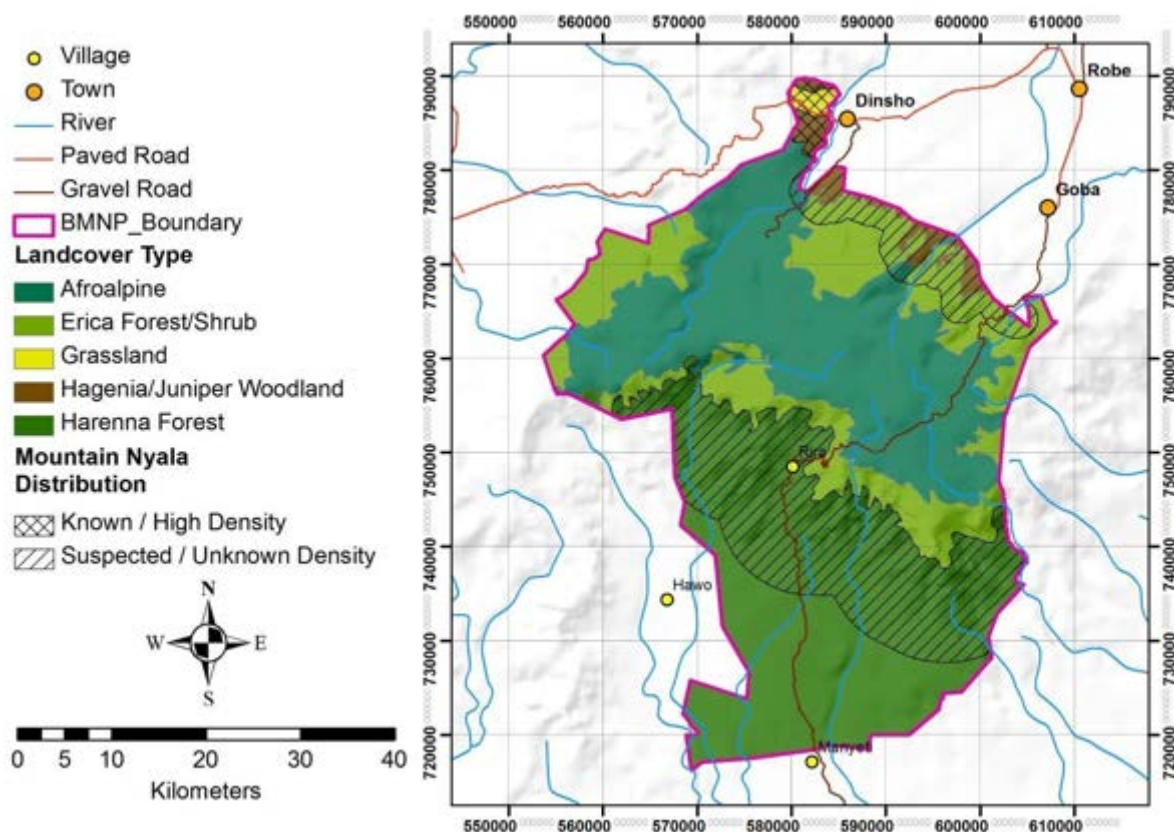 Village
Town
River
Paved Road
Gravel Road
BMNP_Boundary
Landcover Type
Afroalpine
Erica Forest/Shrub
Grassland
Hagenia/Juniper Woodland
Harenna Forest
Mountain Nyala
Distribution
Known / High Density
Suspected / Unknown Density
N
W E
S
0 5 10 20 30 40
Kilometers
550000 560000 570000 580000 590000 600000 610000
790000 790000
780000 780000
770000 770000
760000 760000
750000 750000
740000 740000
730000 730000
720000 720000
Robe
Dinsho
Goba
Rira
Hawo
550000 560000 570000 580000 590000 600000 610000